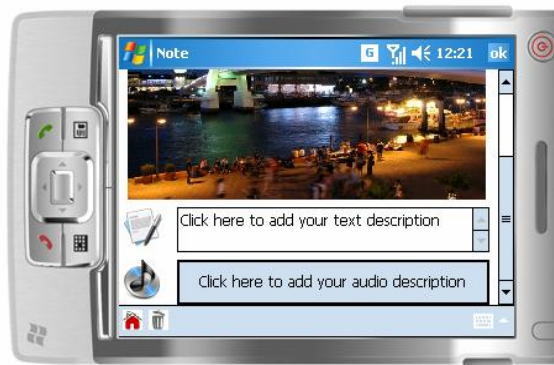 Note
G
12:21
ok
Click here to add your text description
Click here to add your audio description